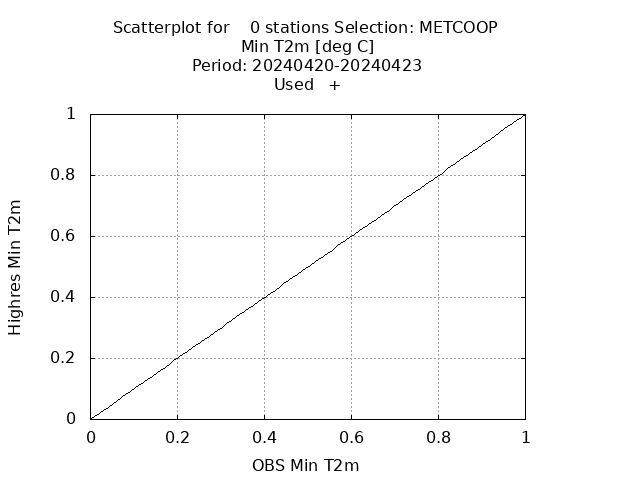 Scatterplot for    0 stations Selection: METCOOP
Min T2m [deg C]
Period: 20240420-20240423
Used   +
1
0.8
0.6
0.4
0.2
0
Highres Min T2m
0 0.2 0.4 0.6 0.8 1
OBS Min T2m